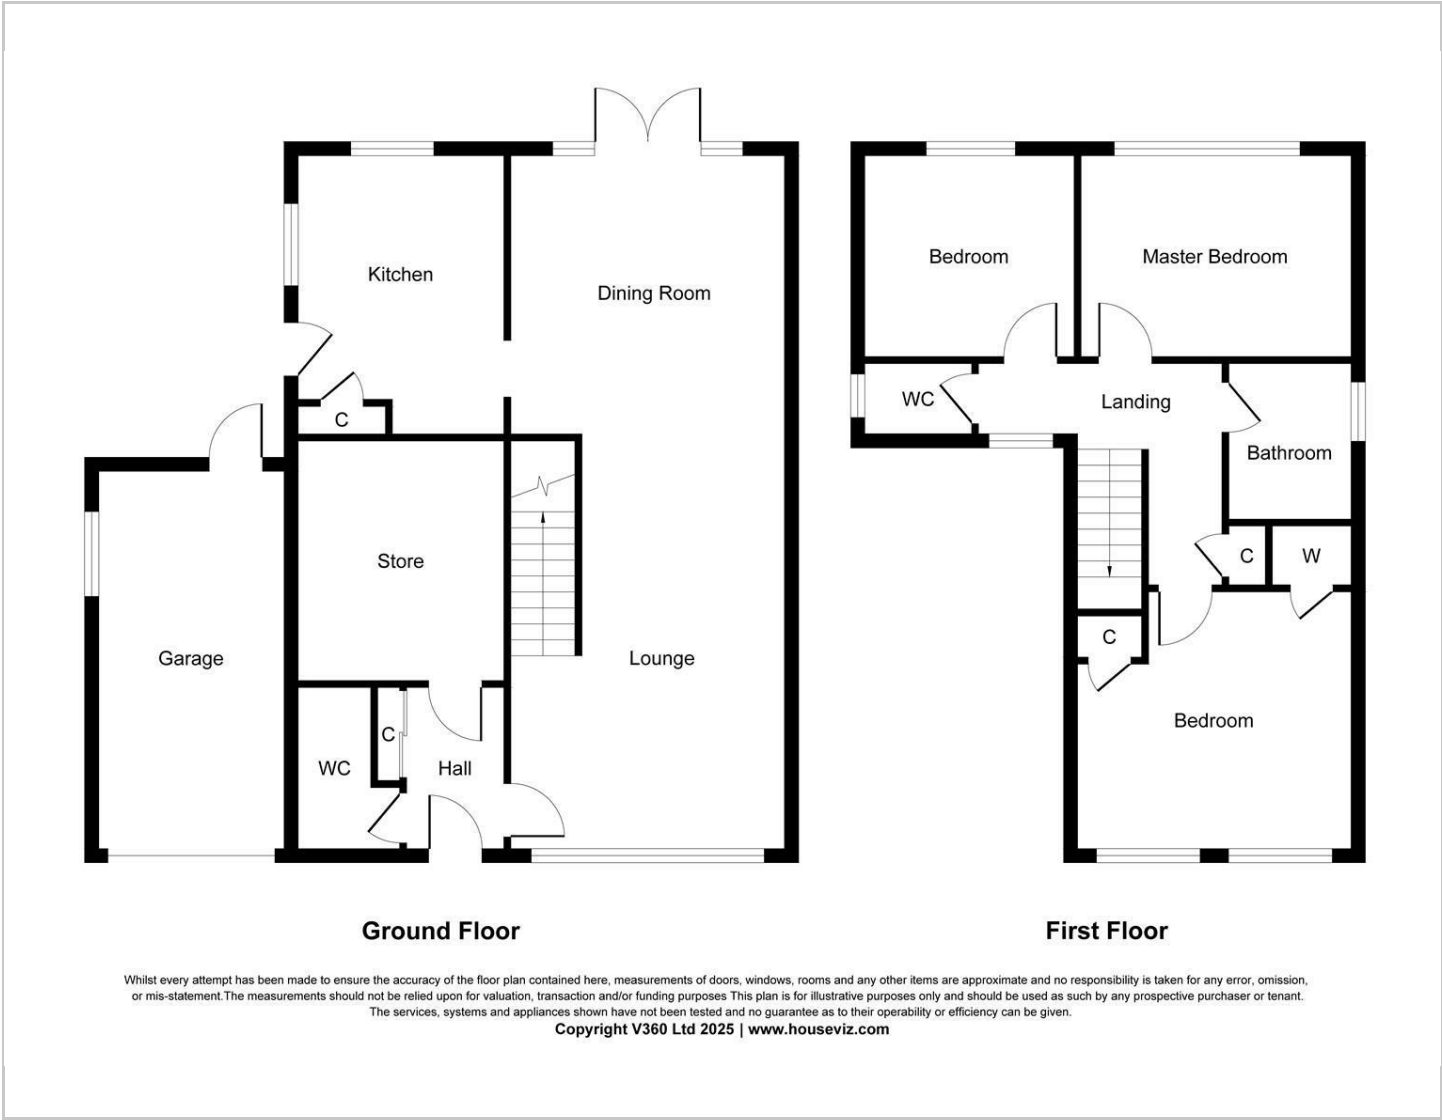 Kitchen
Dining Room
C
Store
Garage
Lounge
WC
C
Hall
Ground Floor
Bedroom
Master Bedroom
WC
Landing
Bathroom
C
W
C
Bedroom
First Floor
Whilst every attempt has been made to ensure the accuracy of the floor plan contained here, measurements of doors, windows, rooms and any other items are approximate and no responsibility is taken for any error, omission,
or mis-statement.The measurements should not be relied upon for valuation, transaction and/or funding purposes This plan is for illustrative purposes only and should be used as such by any prospective purchaser or tenant.
The services, systems and appliances shown have not been tested and no guarantee as to their operability or efficiency can be given.
Copyright V360 Ltd 2025 | www.houseviz.com